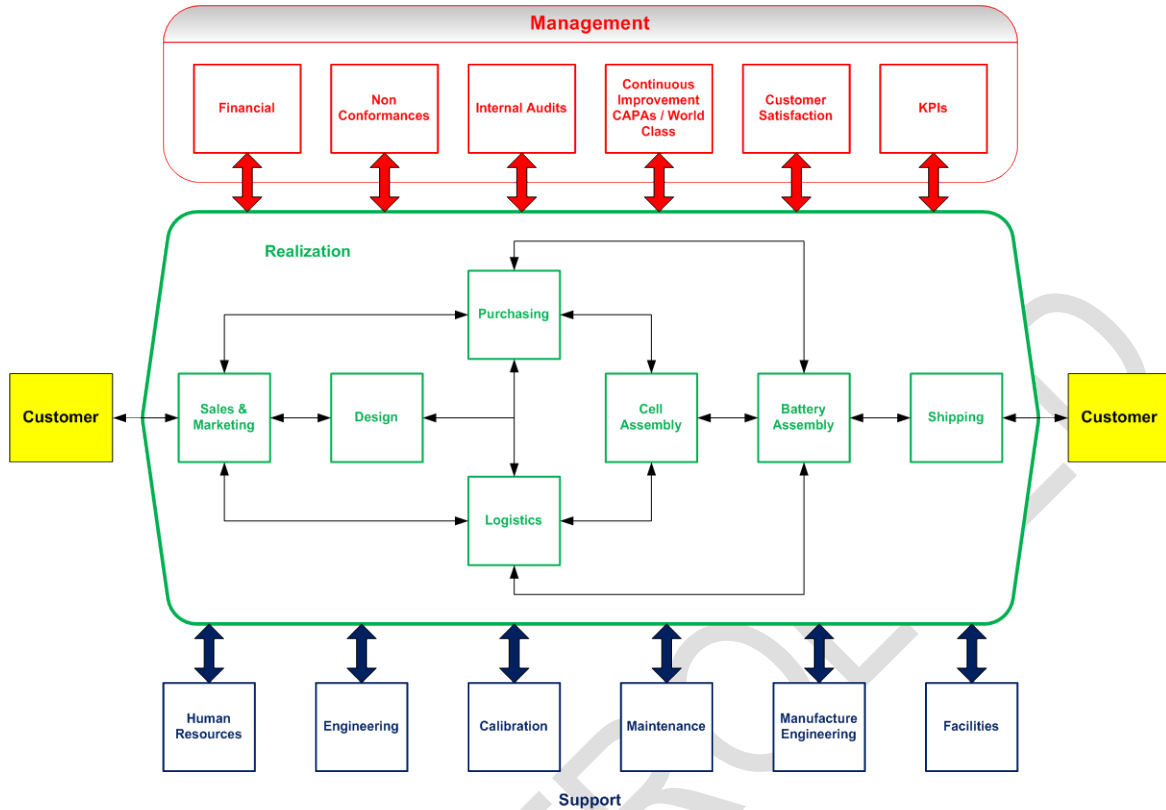 Management
Financial
Non
Conformances
Internal Audits
Continuous
Improvement
CAPAs / World
Class
Customer
Satisfaction
KPIs
Realization
Purchasing
Customer
Sales &
Marketing
Design
Cell
Assembly
Battery
Assembly
Shipping
Customer
Logistics
Human
Resources
Engineering
Calibration
Maintenance
Manufacture
Engineering
Facilities
Support